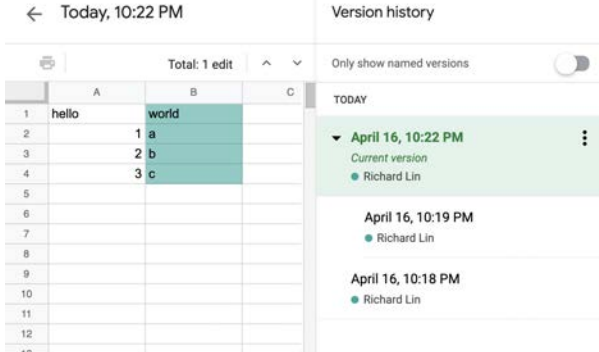 Today, 10:22 PM
Total: 1 edit
A B C
1 hello world
2 1 a
3 2 b
4 3 c
5
6
7
8
9
10
11
12
Version history
Only show named versions
TODAY
April 16, 10:22 PM
Current version
Richard Lin
April 16, 10:19 PM
Richard Lin
April 16, 10:18 PM
Richard Lin